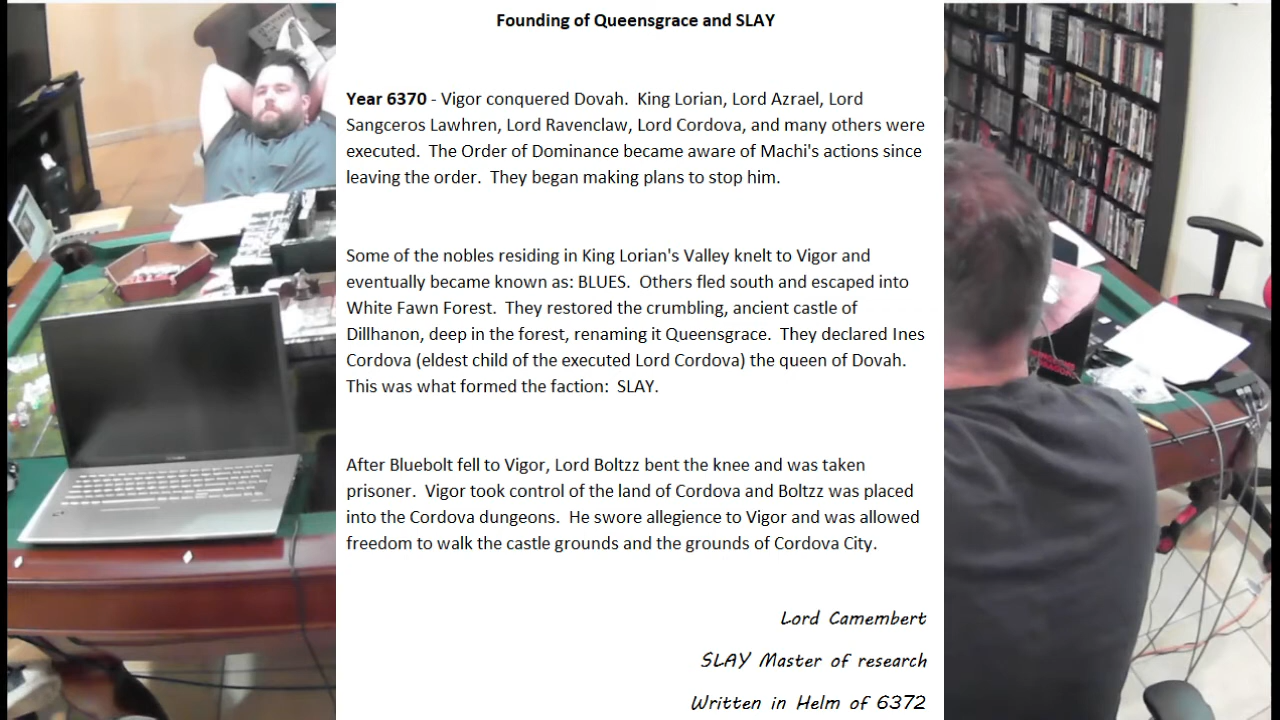 Founding of Queensgrace and SLAY
Year 6370 - Vigor conquered Dovah. King Lorian, Lord Azrael, Lord
Sangceros Lawhren, Lord Ravenclaw, Lord Cordova, and many others were
executed. The Order of Dominance became aware of Machi's actions since
leaving the order. They began making plans to stop him.
Some of the nobles residing in King Lorian's Valley knelt to Vigor and
eventually became known as: BLUES. Others fled south and escaped into
White Fawn Forest. They restored the crumbling, ancient castle of
Dillhanon, deep in the forest, renaming it Queensgrace. They declared Ines
Cordova (eldest child of the executed Lord Cordova) the queen of Dovah.
This was what formed the faction: SLAY.
After Bluebolt fell to Vigor, Lord Boltzz bent the knee and was taken
prisoner. Vigor took control of the land of Cordova and Boltzz was placed
into the Cordova dungeons. He swore allegience to Vigor and was allowed
freedom to walk the castle grounds and the grounds of Cordova City.
Lord Camembert
SLAY Master of research
Written in Helm of 6372